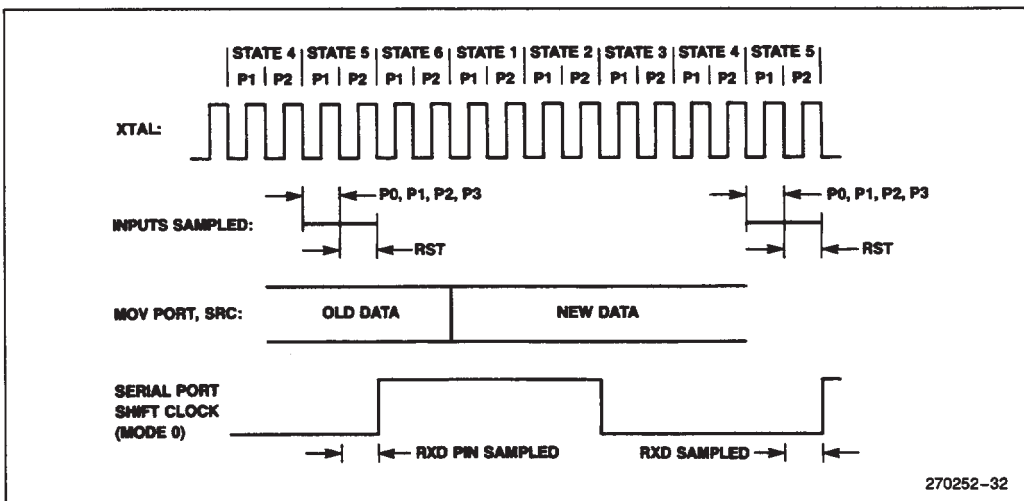 STATE 4 | STATE 5 | STATE 6 | STATE 1 | STATE 2 | STATE 3 | STATE 4 | STATE 5
P1 | P2 | P1 | P2 | P1 | P2 | P1 | P2 | P1 | P2 | P1 | P2 | P1 | P2 | P1 | P2
XTAL:
P0, P1, P2, P3 P0, P1, P2, P3
INPUTS SAMPLED:
RST RST
MOV PORT, SRC: OLD DATA NEW DATA
SERIAL PORT
SHIFT CLOCK
(MODE 0)
RXD PIN SAMPLED RXD SAMPLED
270252–32